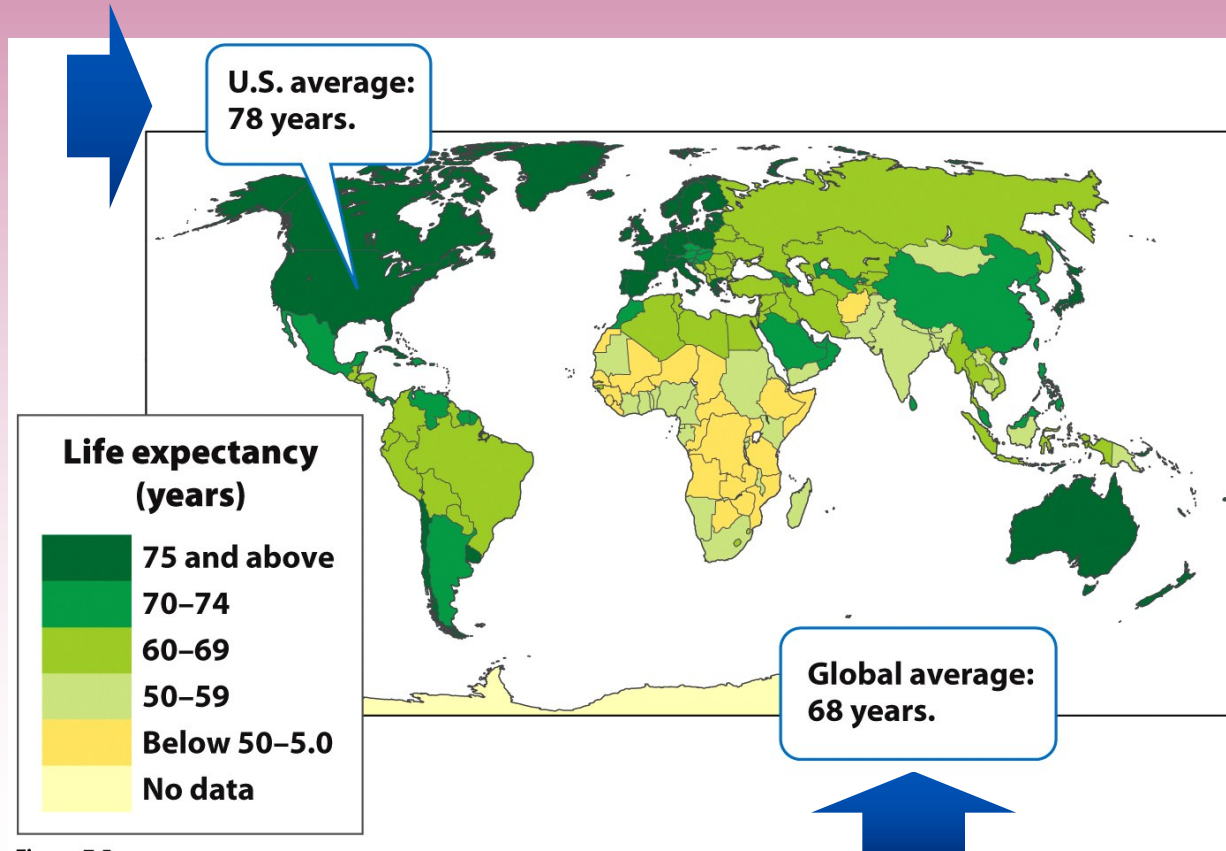 U.S. average:
78 years.
Life expectancy
(years)
75 and above
70–74
60–69
50–59
Below 50–5.0
No data
Global average:
68 years.